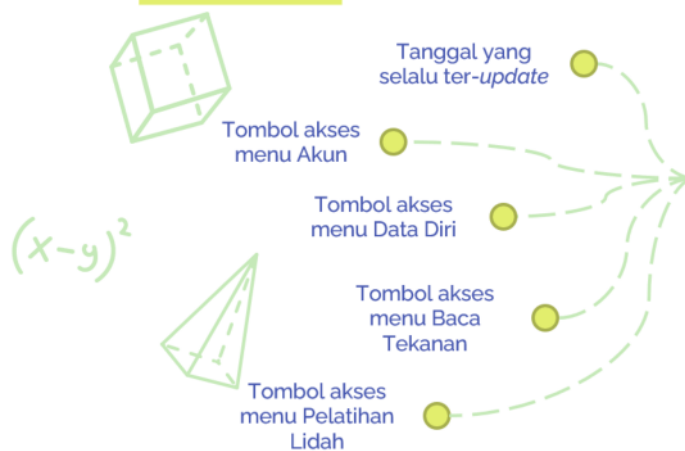 Tanggal yang
selalu ter-update
Tombol akses
menu Akun
Tombol akses
menu Data Diri
(x-y)²
Tombol akses
menu Baca
Tekanan
Tombol akses
menu Pelatihan
Lidah